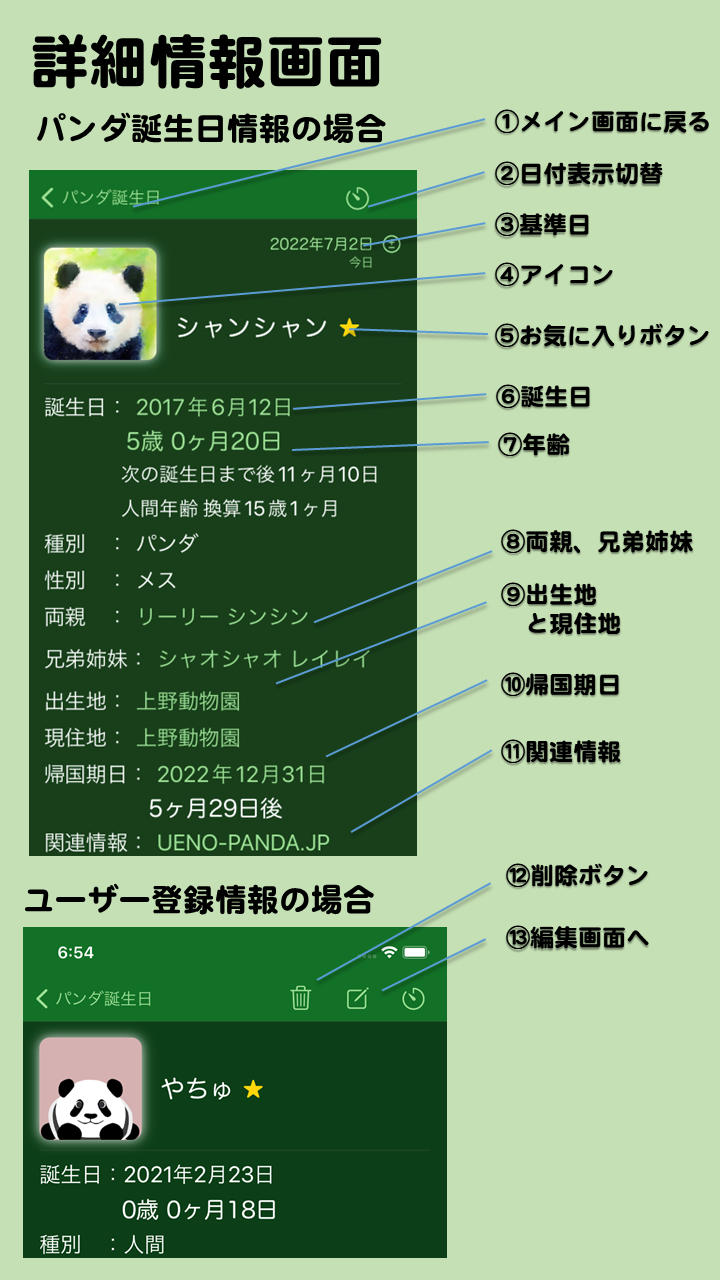 詳細情報画面
パンダ誕生日情報の場合
①メイン画面に戻る
パンダ誕生日
②日付表示切替
2022年7月2日
今日
③基準日
④アイコン
シャンシャン
⑤お気に入りボタン
誕生日： 2017年6月12日
⑥誕生日
5歳 0ヶ月20日
⑦年齢
次の誕生日まで後11ヶ月10日
人間年齢 換算15歳1ヶ月
種別 ： パンダ
⑧両親、兄弟姉妹
性別 ： メス
⑨出生地
と現住地
両親 ： リーリー シンシン
兄弟姉妹： シャオシャオ レイレイ
出生地： 上野動物園
⑩帰国期日
現住地： 上野動物園
帰国期日： 2022年12月31日
⑪関連情報
5ヶ月29日後
関連情報： UENO-PANDA.JP
ユーザー登録情報の場合
⑫削除ボタン
⑬編集画面へ
6:54
パンダ誕生日
やちゅ
誕生日：2021年2月23日
0歳 0ヶ月18日
種別 ：人間